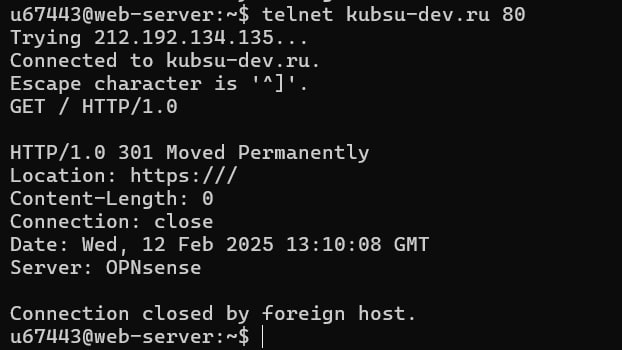 u67443@web-server:~$ telnet kubsu-dev.ru 80
Trying 212.192.134.135...
Connected to kubsu-dev.ru.
Escape character is '^]'.
GET / HTTP/1.0

HTTP/1.0 301 Moved Permanently
Location: https:///
Content-Length: 0
Connection: close
Date: Wed, 12 Feb 2025 13:10:08 GMT
Server: OPNsense

Connection closed by foreign host.
u67443@web-server:~$